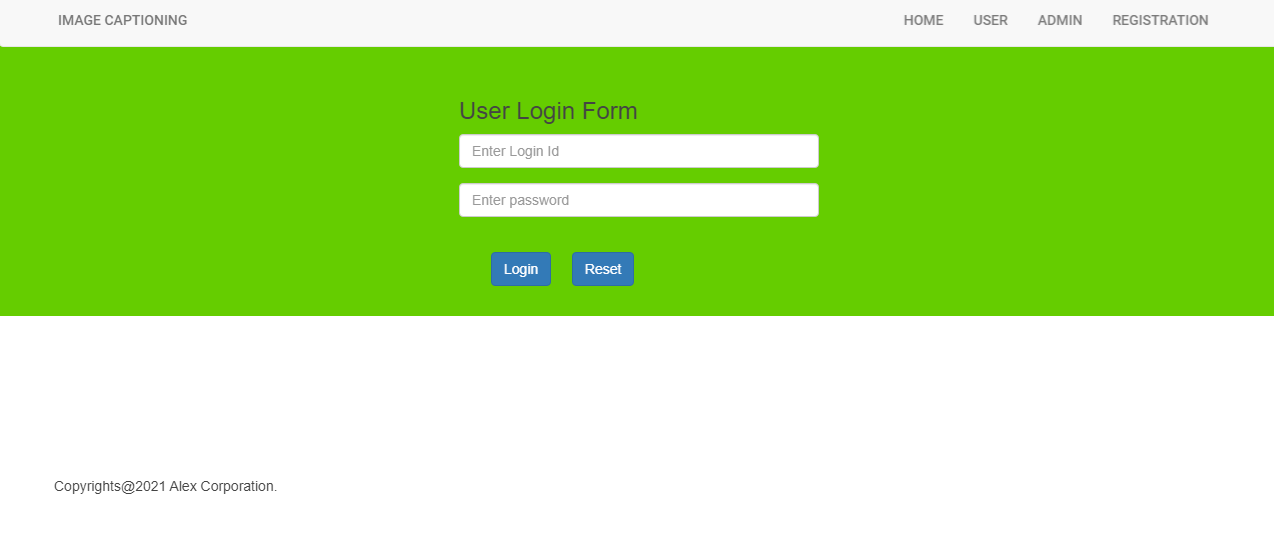 IMAGE CAPTIONING HOME USER ADMIN REGISTRATION
User Login Form
Enter Login Id
Enter password
Login Reset
Copyrights@2021 Alex Corporation.